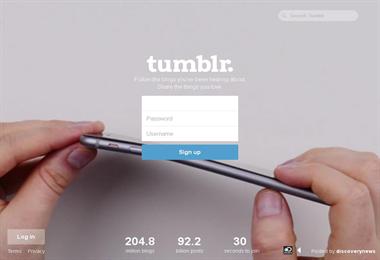 Search Tumblr
tumblr.
Follow the blogs you've been hearing about.
Share the things you love.
Password
Username
Sign up
Log in
204.8
million blogs
92.2
billion posts
30
seconds to join
Terms
Privacy
Posted by discoverynews